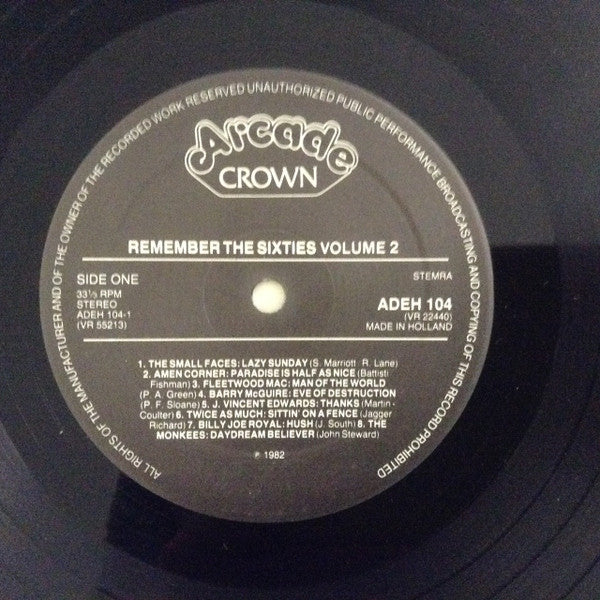 ALL RIGHTS OF THE MANUFACTURER AND OF THE OWNER OF THE RECORDED WORK RESERVED UNAUTHORIZED PUBLIC PERFORMANCE BROADCASTING AND COPYING OF THIS RECORD PROHIBITED
Arcade
CROWN
REMEMBER THE SIXTIES VOLUME 2
SIDE ONE
33⅓ RPM
STEREO
ADEH 104-1
(VR 55213)
STEMRA
ADEH 104
(VR 22440)
MADE IN HOLLAND
1. THE SMALL FACES: LAZY SUNDAY (S. Marriott R. Lane)
2. AMEN CORNER: PARADISE IS HALF AS NICE (Battisti
Fishman) 3. FLEETWOOD MAC: MAN OF THE WORLD
(P. A. Green) 4. BARRY McGUIRE: EVE OF DESTRUCTION
(P. F. Sloane) 5. J. VINCENT EDWARDS: THANKS (Martin -
Coulter) 6. TWICE AS MUCH: SITTIN' ON A FENCE (Jagger
Richard) 7. BILLY JOE ROYAL: HUSH (J. South) 8. THE
MONKEES: DAYDREAM BELIEVER (John Steward)
℗ 1982